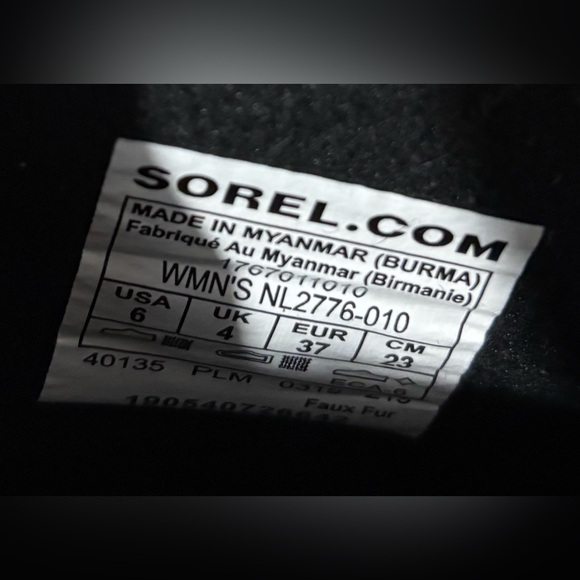 SOREL.COM
MADE IN MYANMAR (BURMA)
Fabriqué Au Myanmar (Birmanie)
1767011010
WMN'S NL2776-010
USA UK EUR CM
6 4 37 23
40135 PLM
Faux Fur